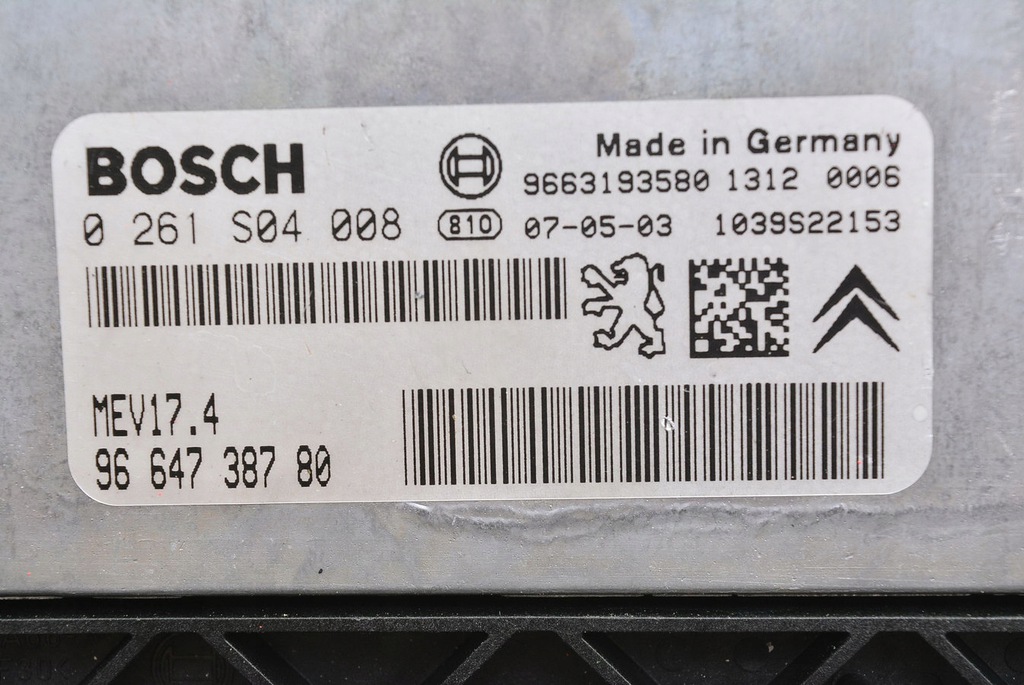 BOSCH
Made in Germany
9663193580 1312 0006
0 261 S04 008
810
07-05-03 1039S22153
MEV17.4
96 647 387 80